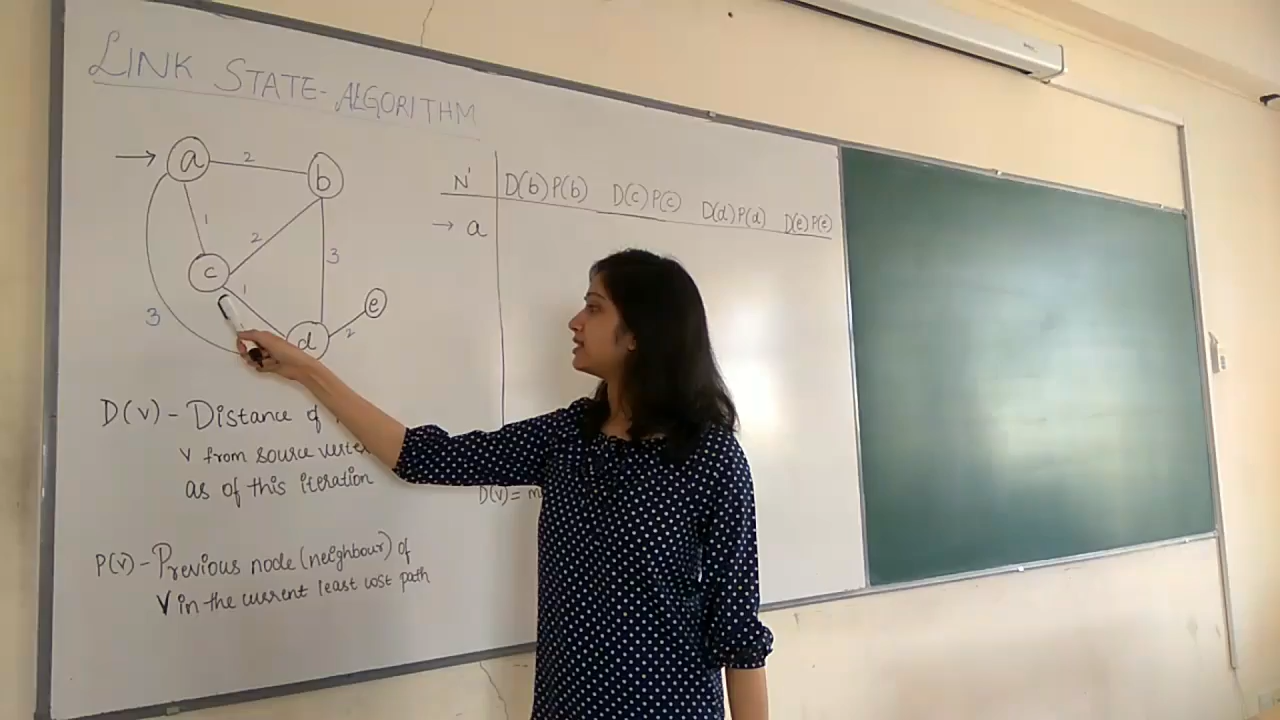 LINK STATE-ALGORITHM
→ a 2 b
1
2
3
c
1
3
e
2
d
N' D(b) P(b) D(c) P(c) D(d) P(d) D(e) P(e)
→ a
D(v) - Distance of
v from source
as of this iteration
D(v) =
P(v) - Previous node (neighbour) of
V in the current least cost path